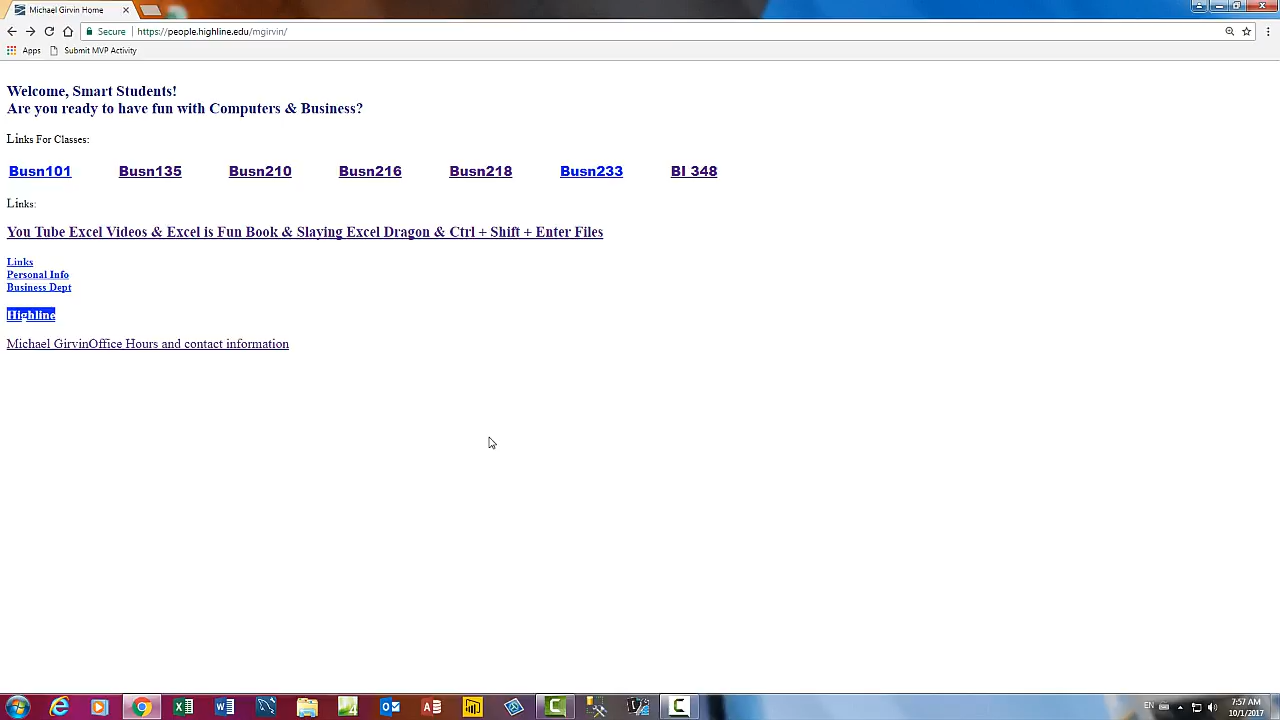 Michael Girvin Home
Secure https://people.highline.edu/mgirvin/
Apps Submit MVP Activity
Welcome, Smart Students!
Are you ready to have fun with Computers & Business?
Links For Classes:
Busn101 Busn135 Busn210 Busn216 Busn218 Busn233 BI 348
Links:
You Tube Excel Videos & Excel is Fun Book & Slaying Excel Dragon & Ctrl + Shift + Enter Files
Links
Personal Info
Business Dept
Highline
Michael GirvinOffice Hours and contact information
EN 7:57 AM
10/1/2017